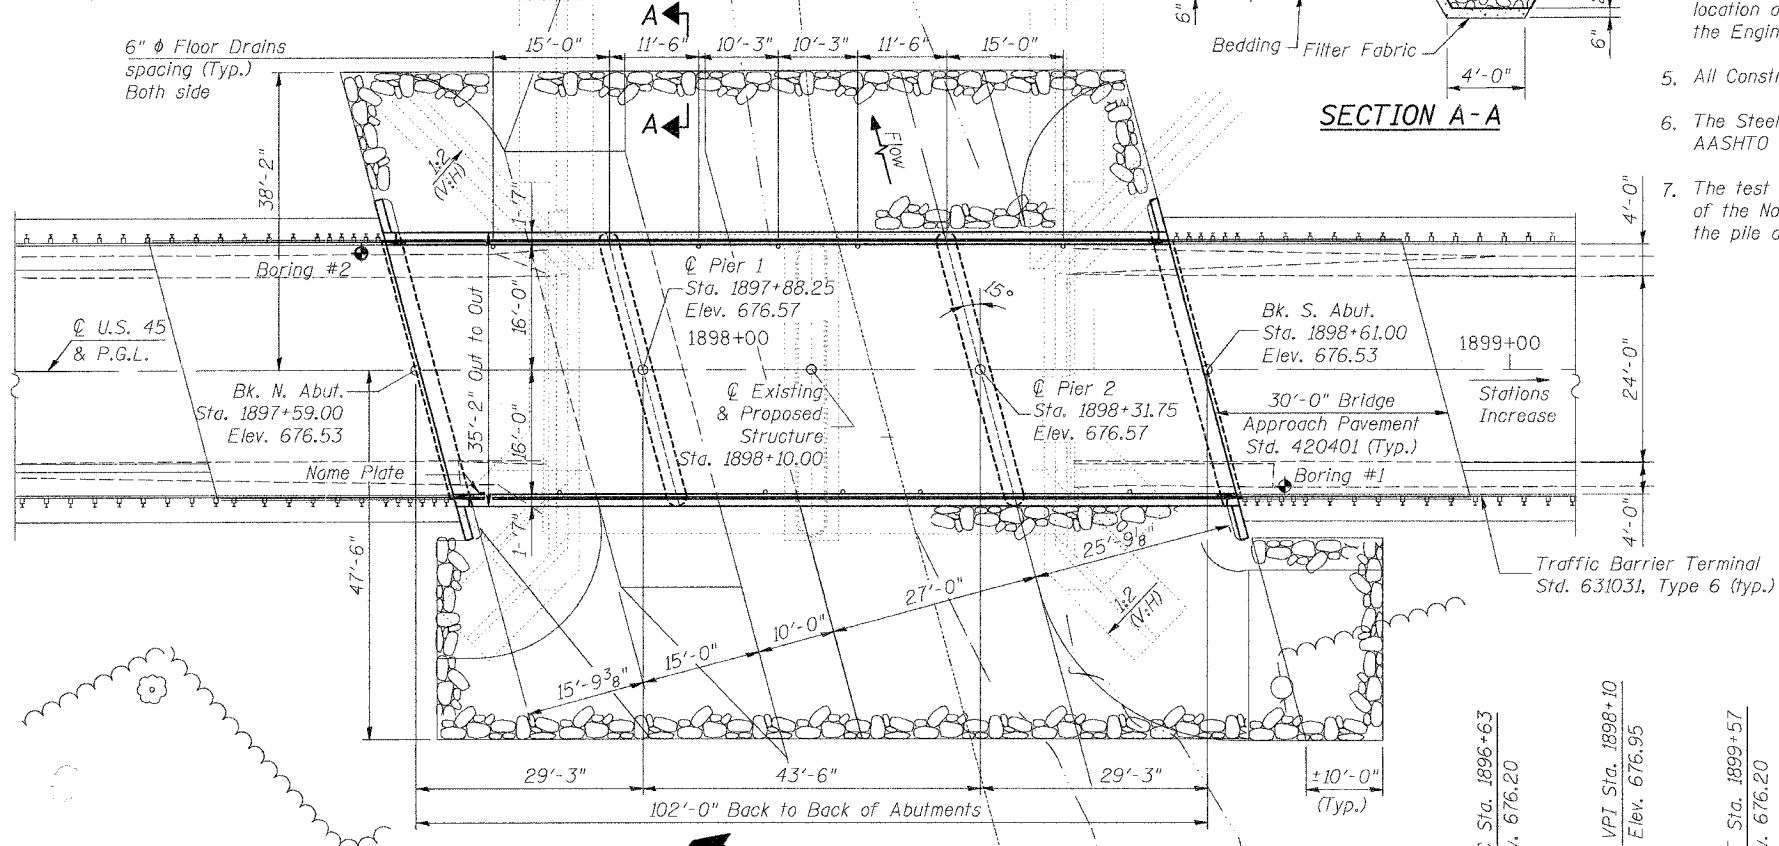 A
A
15'-0"
11'-6"
10'-3"
10'-3"
11'-6"
15'-0"
6" ϕ Floor Drains
spacing (Typ.)
Both side
38'-2"
1:2
(V:H)
FLOW
1'-7"
6"
Bedding
Filter Fabric
6"
4'-0"
SECTION A-A
location
the Engin
5. All Constr
6. The Steel
AASHTO
7. The test
of the No
the pile
4'-0"
Boring #2
℄ U.S. 45
& P.G.L.
Bk. N. Abut.
Sta. 1897+59.00
Elev. 676.53
Name Plate
35'-2" Out to Out
16'-0"
16'-0"
℄ Pier 1
Sta. 1897+88.25
Elev. 676.57
1898+00
℄ Existing
& Proposed
Structure
Sta. 1898+10.00
15°
℄ Pier 2
Sta. 1898+31.75
Elev. 676.57
Bk. S. Abut.
Sta. 1898+61.00
Elev. 676.53
1899+00
Stations
Increase
30'-0" Bridge
Approach Pavement
Std. 420401 (Typ.)
Boring #1
24'-0"
4'-0"
Traffic Barrier Terminal
Std. 631031, Type 6 (typ.)
1'-7"
47'-6"
15'-9⅜"
15'-0"
10'-0"
27'-0"
25'-9⅛"
1:2
(V:H)
29'-3"
43'-6"
29'-3"
±10'-0"
(Typ.)
102'-0" Back to Back of Abutments
Sta. 1896+63
676.20
VPI Sta. 1898+10
Elev. 676.95
Sta. 1899+57
676.20